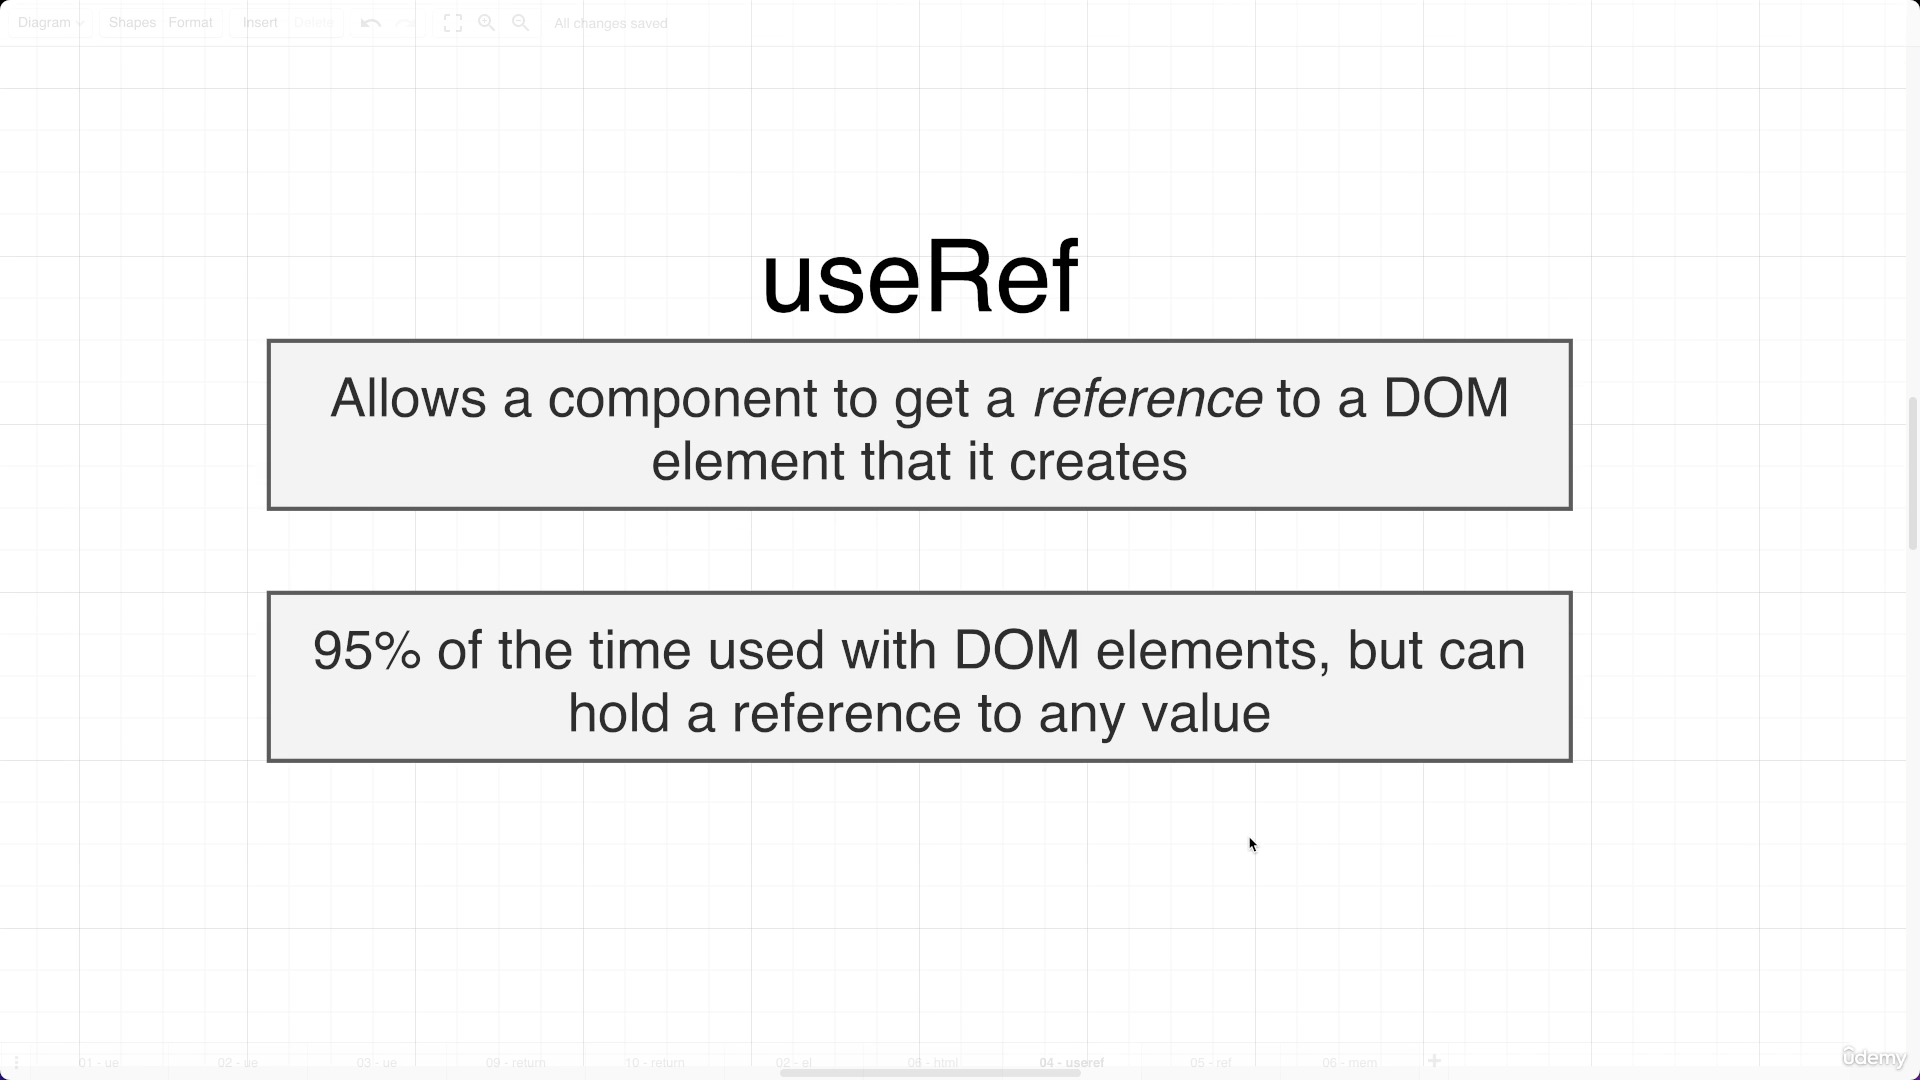 Diagram Shapes Format Insert Delete All changes saved
useRef
Allows a component to get a reference to a DOM
element that it creates
95% of the time used with DOM elements, but can
hold a reference to any value
01 - ue 02 - ue 03 - ue 09 - return 10 - return 02 - el 06 - html 04 - useref 05 - ref 06 - mem
ûdemy